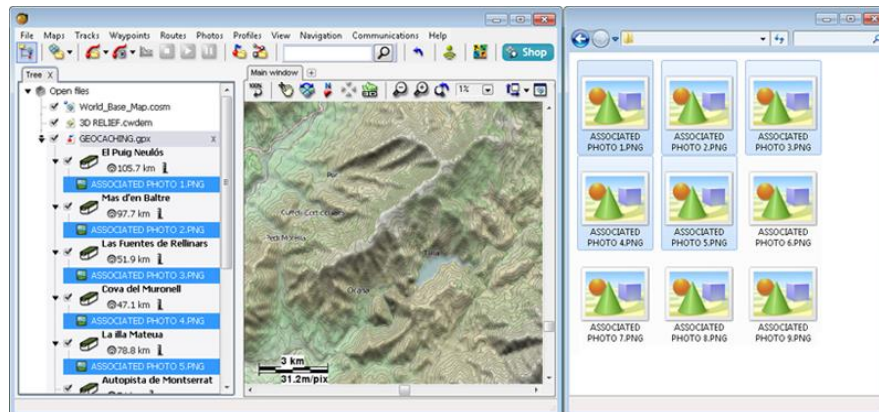 File Maps Tracks Waypoints Routes Photos Profiles View Navigation Communications Help
Shop
Tree X
Main window
100%
1%
Open files
World_Base_Map.cosm
3D RELIEF.cwdem
GEOCACHING.gpx X
El Puig Neulós
105.7 km
ASSOCIATED PHOTO 1.PNG
Mas d'en Baltre
97.7 km
ASSOCIATED PHOTO 2.PNG
Las Fuentes de Rellinars
51.9 km
ASSOCIATED PHOTO 3.PNG
Cova del Muronell
47.1 km
ASSOCIATED PHOTO 4.PNG
La illa Mateua
78.8 km
ASSOCIATED PHOTO 5.PNG
Autopista de Montserrat
3 km
31.2m/pix
ASSOCIATED PHOTO 1.PNG
ASSOCIATED PHOTO 2.PNG
ASSOCIATED PHOTO 3.PNG
ASSOCIATED PHOTO 4.PNG
ASSOCIATED PHOTO 5.PNG
ASSOCIATED PHOTO 6.PNG
ASSOCIATED PHOTO 7.PNG
ASSOCIATED PHOTO 8.PNG
ASSOCIATED PHOTO 9.PNG